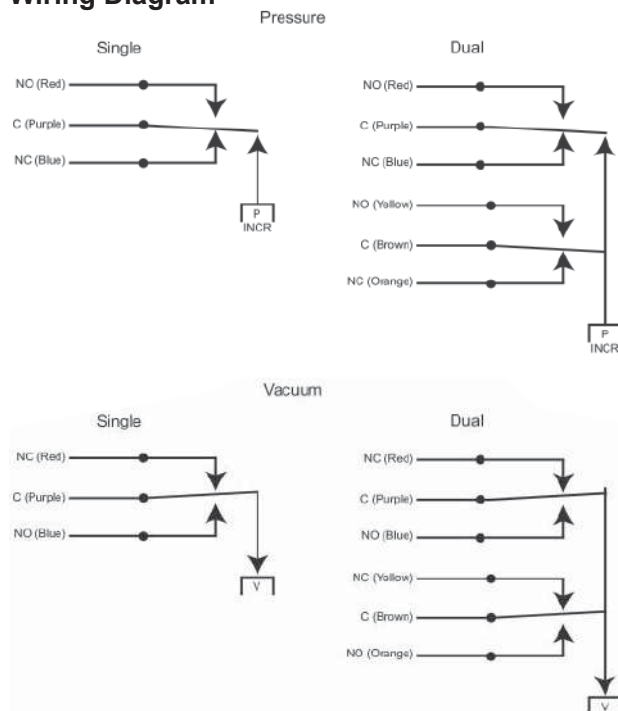 Wiring Diagram
Pressure
Single
NO (Red)
C (Purple)
NC (Blue)
P
INCR
Dual
NO (Red)
C (Purple)
NC (Blue)
NO (Yellow)
C (Brown)
NC (Orange)
P
INCR
Vacuum
Single
NC (Red)
C (Purple)
NO (Blue)
V
Dual
NC (Red)
C (Purple)
NO (Blue)
NC (Yellow)
C (Brown)
NO (Orange)
V